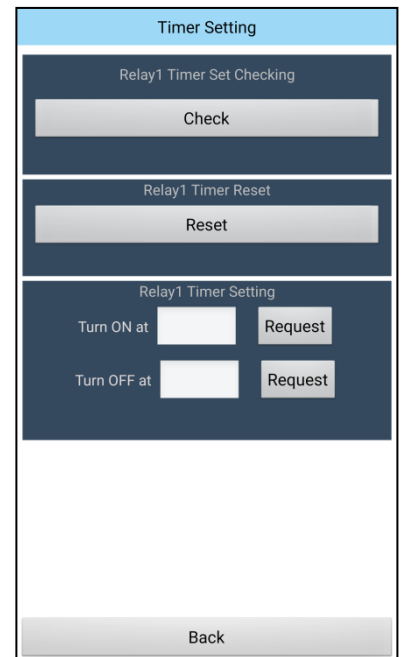 Timer Setting
Relay1 Timer Set Checking
Check
Relay1 Timer Reset
Reset
Relay1 Timer Setting
Turn ON at Request
Turn OFF at Request
Back